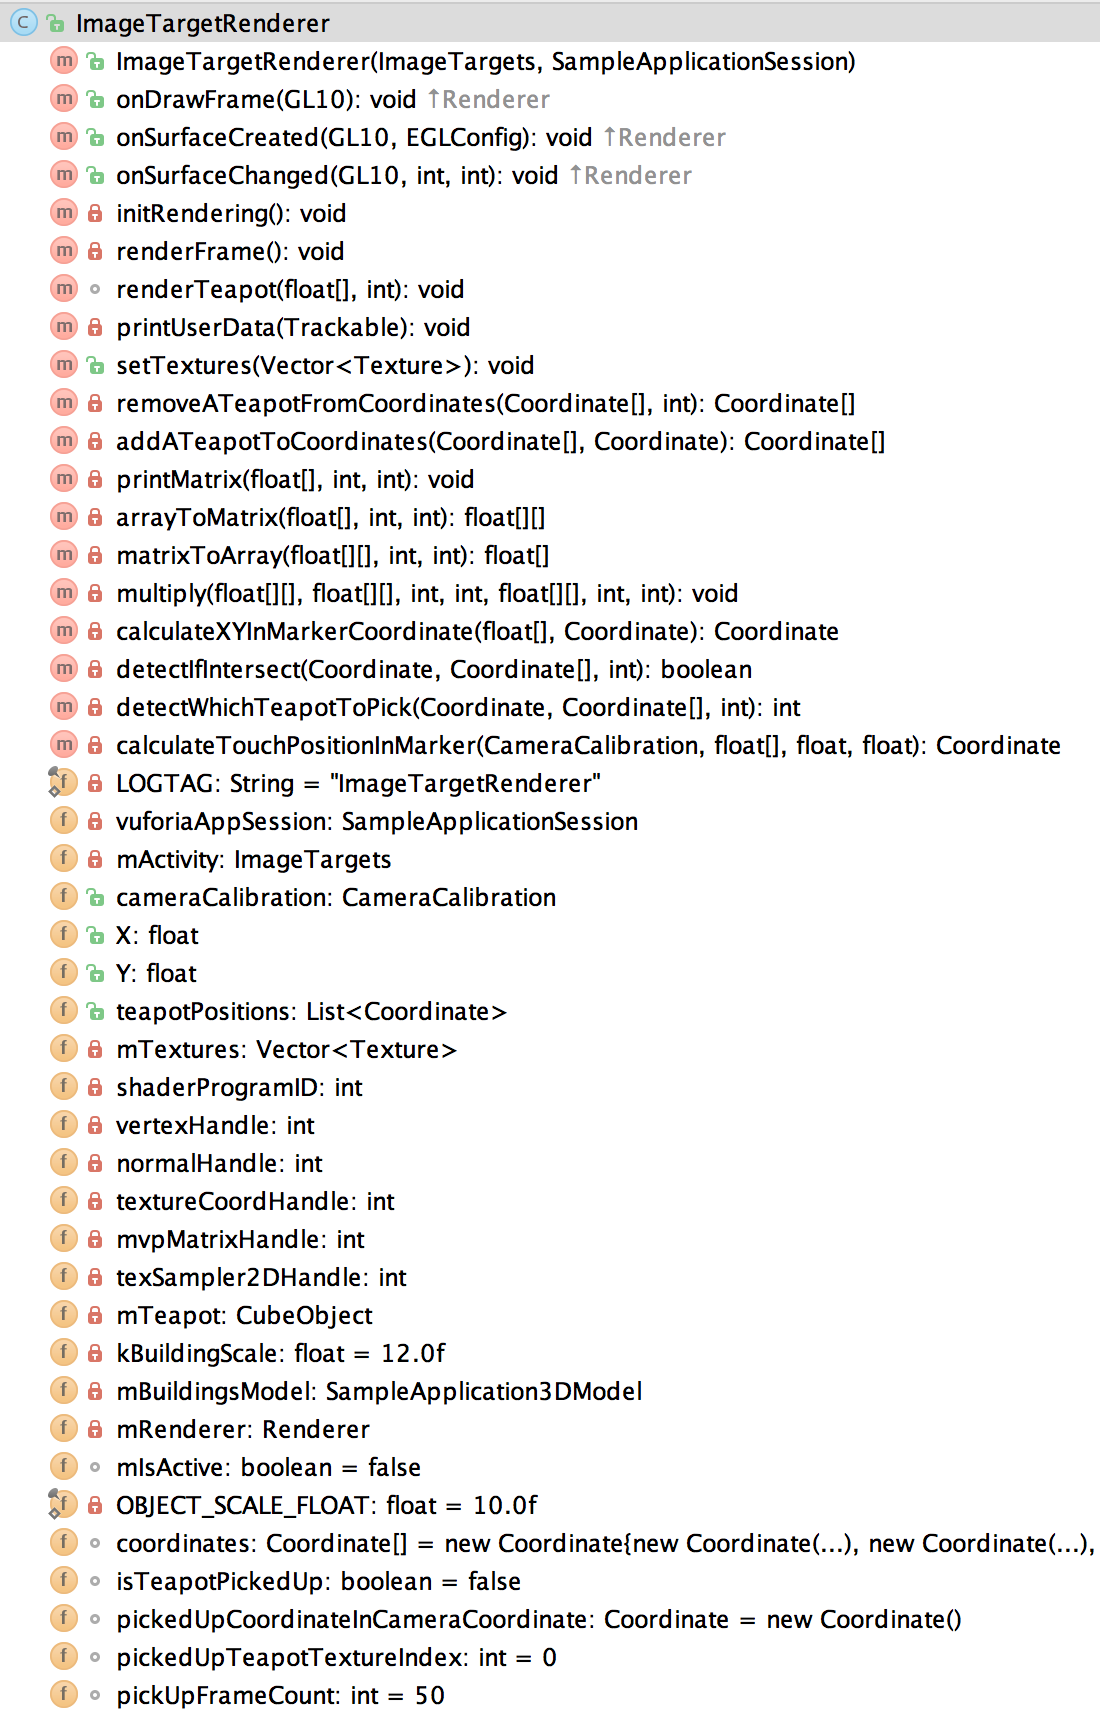 ImageTargetRenderer
ImageTargetRenderer(ImageTargets, SampleApplicationSession)
onDrawFrame(GL10): void ↑Renderer
onSurfaceCreated(GL10, EGLConfig): void ↑Renderer
onSurfaceChanged(GL10, int, int): void ↑Renderer
initRendering(): void
renderFrame(): void
renderTeapot(float[], int): void
printUserData(Trackable): void
setTextures(Vector<Texture>): void
removeATeapotFromCoordinates(Coordinate[], int): Coordinate[]
addATeapotToCoordinates(Coordinate[], Coordinate): Coordinate[]
printMatrix(float[], int, int): void
arrayToMatrix(float[], int, int): float[][]
matrixToArray(float[][], int, int): float[]
multiply(float[][], float[][], int, int, float[][], int, int): void
calculateXYInMarkerCoordinate(float[], Coordinate): Coordinate
detectIfIntersect(Coordinate, Coordinate[], int): boolean
detectWhichTeapotToPick(Coordinate, Coordinate[], int): int
calculateTouchPositionInMarker(CameraCalibration, float[], float, float): Coordinate
LOGTAG: String = "ImageTargetRenderer"
vuforiaAppSession: SampleApplicationSession
mActivity: ImageTargets
cameraCalibration: CameraCalibration
X: float
Y: float
teapotPositions: List<Coordinate>
mTextures: Vector<Texture>
shaderProgramID: int
vertexHandle: int
normalHandle: int
textureCoordHandle: int
mvpMatrixHandle: int
texSampler2DHandle: int
mTeapot: CubeObject
kBuildingScale: float = 12.0f
mBuildingsModel: SampleApplication3DModel
mRenderer: Renderer
mIsActive: boolean = false
OBJECT_SCALE_FLOAT: float = 10.0f
coordinates: Coordinate[] = new Coordinate{new Coordinate(...), new Coordinate(...),
isTeapotPickedUp: boolean = false
pickedUpCoordinateInCameraCoordinate: Coordinate = new Coordinate()
pickedUpTeapotTextureIndex: int = 0
pickUpFrameCount: int = 50